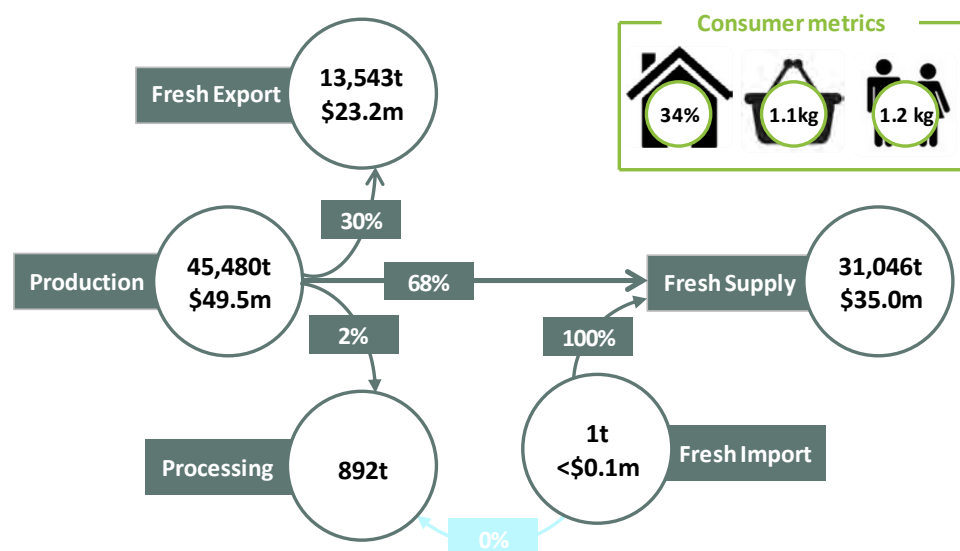 Consumer metrics
34%
1.1kg
1.2 kg
Fresh Export
13,543t
$23.2m
30%
Production
45,480t
$49.5m
68%
Fresh Supply
31,046t
$35.0m
2%
100%
Processing
892t
1t
<$0.1m
Fresh Import
0%